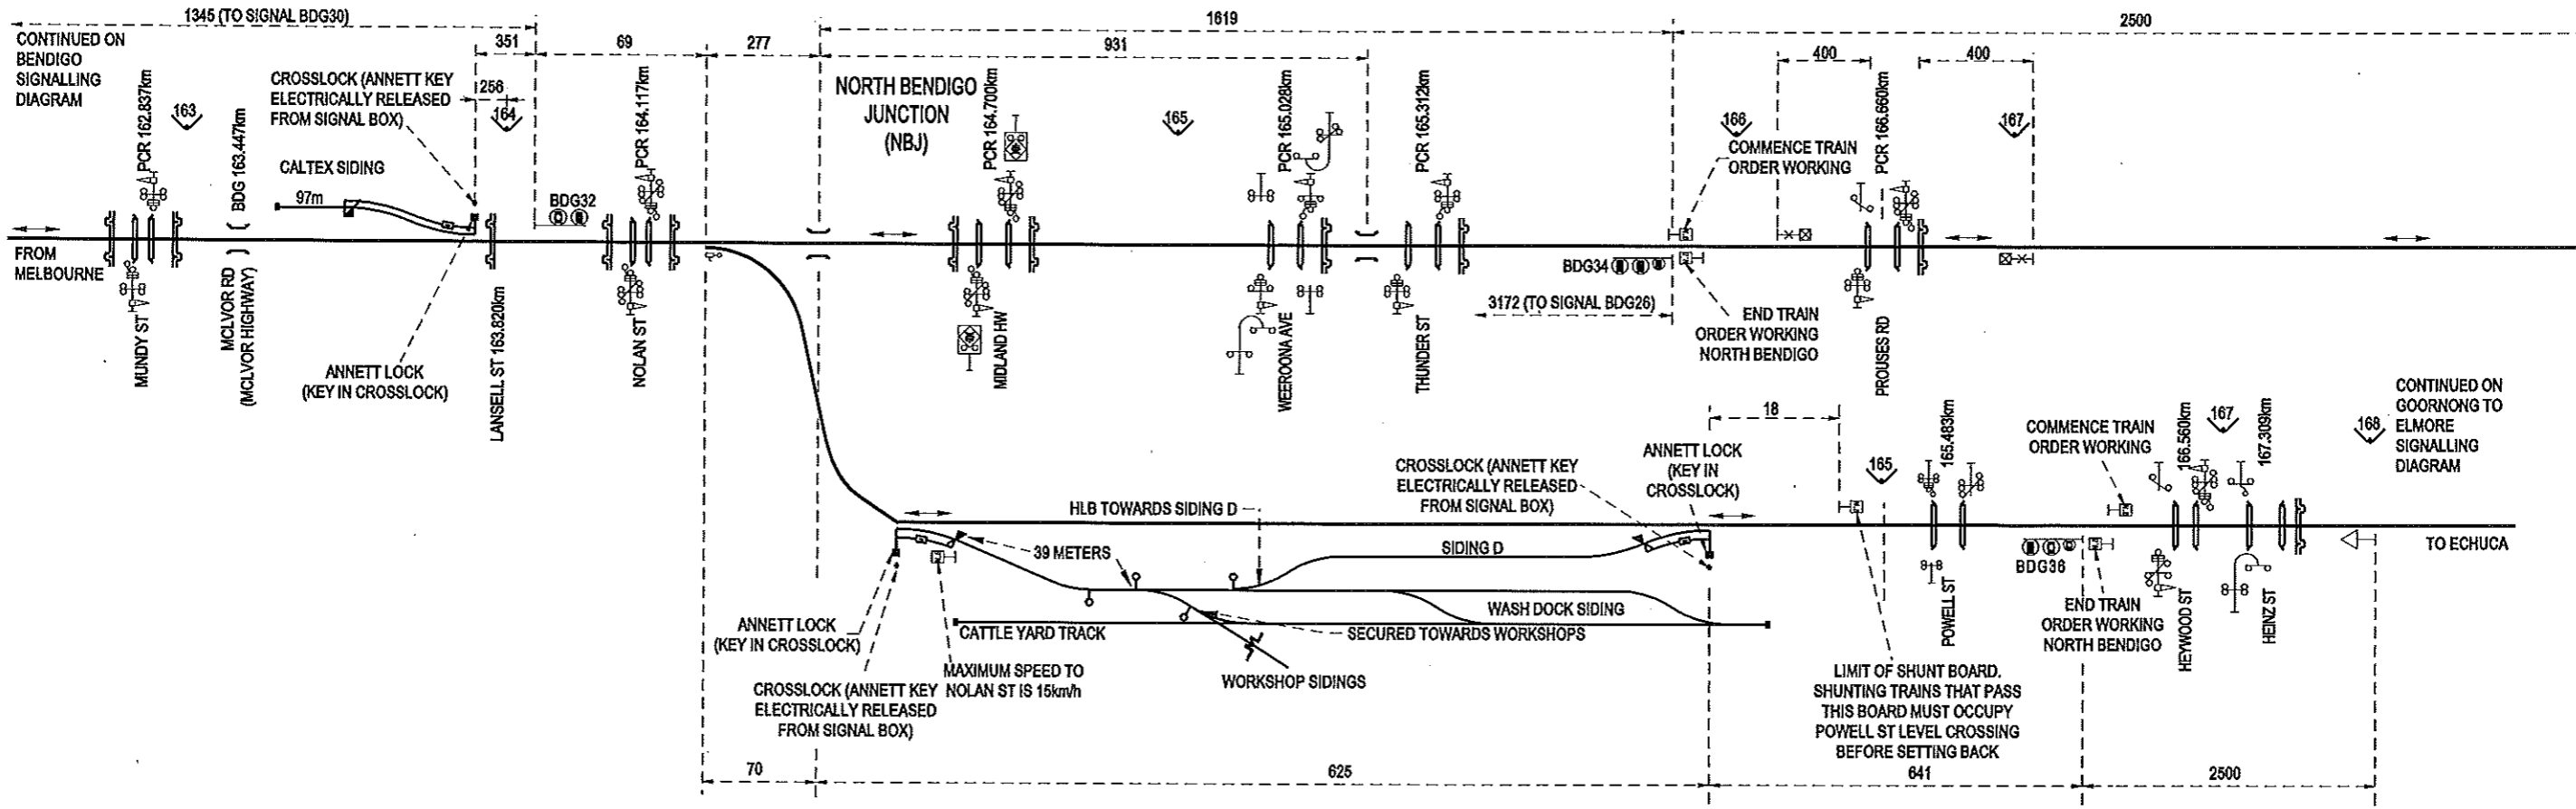 1345 (TO SIGNAL BDG30)
1619
2500
CONTINUED ON
BENDIGO
SIGNALLING
DIAGRAM
351
69
277
931
400
400
CROSSLOCK (ANNETT KEY
ELECTRICALLY RELEASED
FROM SIGNAL BOX)
256
NORTH BENDIGO
JUNCTION
(NBJ)
163
164
165
166
167
PCR 162.837km
BDG 163.447km
PCR 164.117km
PCR 164.700km
PCR 165.028km
PCR 165.312km
PCR 166.660km
COMMENCE TRAIN
ORDER WORKING
CALTEX SIDING
97m
BDG32
FROM
MELBOURNE
BDG34
3172 (TO SIGNAL BDG26)
END TRAIN
ORDER WORKING
NORTH BENDIGO
MUNDY ST
MCLVOR RD
(MCLVOR HIGHWAY)
ANNETT LOCK
(KEY IN CROSSLOCK)
LANSELL ST 163.820km
NOLAN ST
MIDLAND HW
WEEROONA AVE
THUNDER ST
PROUSES RD
CONTINUED ON
GOORNONG TO
ELMORE
SIGNALLING
DIAGRAM
18
165
165.483km
COMMENCE TRAIN
ORDER WORKING
166.560km
167
167.309km
168
ANNETT LOCK
(KEY IN
CROSSLOCK)
CROSSLOCK (ANNETT KEY
ELECTRICALLY RELEASED
FROM SIGNAL BOX)
HLB TOWARDS SIDING D
39 METERS
SIDING D
TO ECHUCA
BDG36
WASH DOCK SIDING
CATTLE YARD TRACK
SECURED TOWARDS WORKSHOPS
WORKSHOP SIDINGS
ANNETT LOCK
(KEY IN CROSSLOCK)
MAXIMUM SPEED TO
NOLAN ST IS 15km/h
CROSSLOCK (ANNETT KEY
ELECTRICALLY RELEASED
FROM SIGNAL BOX)
POWELL ST
END TRAIN
ORDER WORKING
NORTH BENDIGO
HEYWOOD ST
HEINZ ST
LIMIT OF SHUNT BOARD.
SHUNTING TRAINS THAT PASS
THIS BOARD MUST OCCUPY
POWELL ST LEVEL CROSSING
BEFORE SETTING BACK
70
625
641
2500